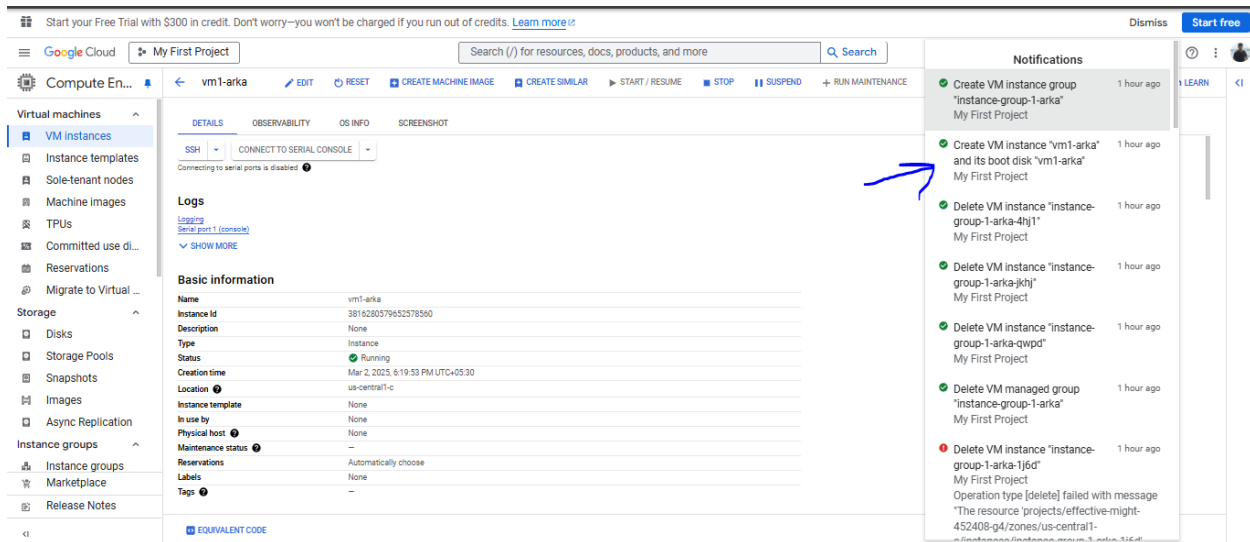 Start your Free Trial with $300 in credit. Don't worry—you won't be charged if you run out of credits. Learn more
Dismiss
Start free
Google Cloud
My First Project
Search (/) for resources, docs, products, and more
Search
Compute En...
vm1-arka
EDIT
RESET
CREATE MACHINE IMAGE
CREATE SIMILAR
START / RESUME
STOP
SUSPEND
RUN MAINTENANCE
LEARN
Virtual machines
VM instances
Instance templates
Sole-tenant nodes
Machine images
TPUs
Committed use di...
Reservations
Migrate to Virtual ...
Storage
Disks
Storage Pools
Snapshots
Images
Async Replication
Instance groups
Instance groups
Marketplace
Release Notes
DETAILS
OBSERVABILITY
OS INFO
SCREENSHOT
SSH
CONNECT TO SERIAL CONSOLE
Connecting to serial ports is disabled
Logs
Logging
Serial port 1 (console)
SHOW MORE
Basic information
Name vm1-arka
Instance Id 3816280579652578560
Description None
Type Instance
Status Running
Creation time Mar 2, 2025, 6:19:53 PM UTC+05:30
Location us-central1-c
Instance template None
In use by None
Physical host None
Maintenance status —
Reservations Automatically choose
Labels None
Tags —
EQUIVALENT CODE
Notifications
Create VM instance group 1 hour ago
"instance-group-1-arka"
My First Project
Create VM instance "vm1-arka" 1 hour ago
and its boot disk "vm1-arka"
My First Project
Delete VM instance "instance- 1 hour ago
group-1-arka-4hj1"
My First Project
Delete VM instance "instance- 1 hour ago
group-1-arka-jkhj"
My First Project
Delete VM instance "instance- 1 hour ago
group-1-arka-qwpd"
My First Project
Delete VM managed group 1 hour ago
"instance-group-1-arka"
My First Project
Delete VM instance "instance- 1 hour ago
group-1-arka-1j6d"
My First Project
Operation type [delete] failed with message
"The resource 'projects/effective-might-
452408-g4/zones/us-central1-